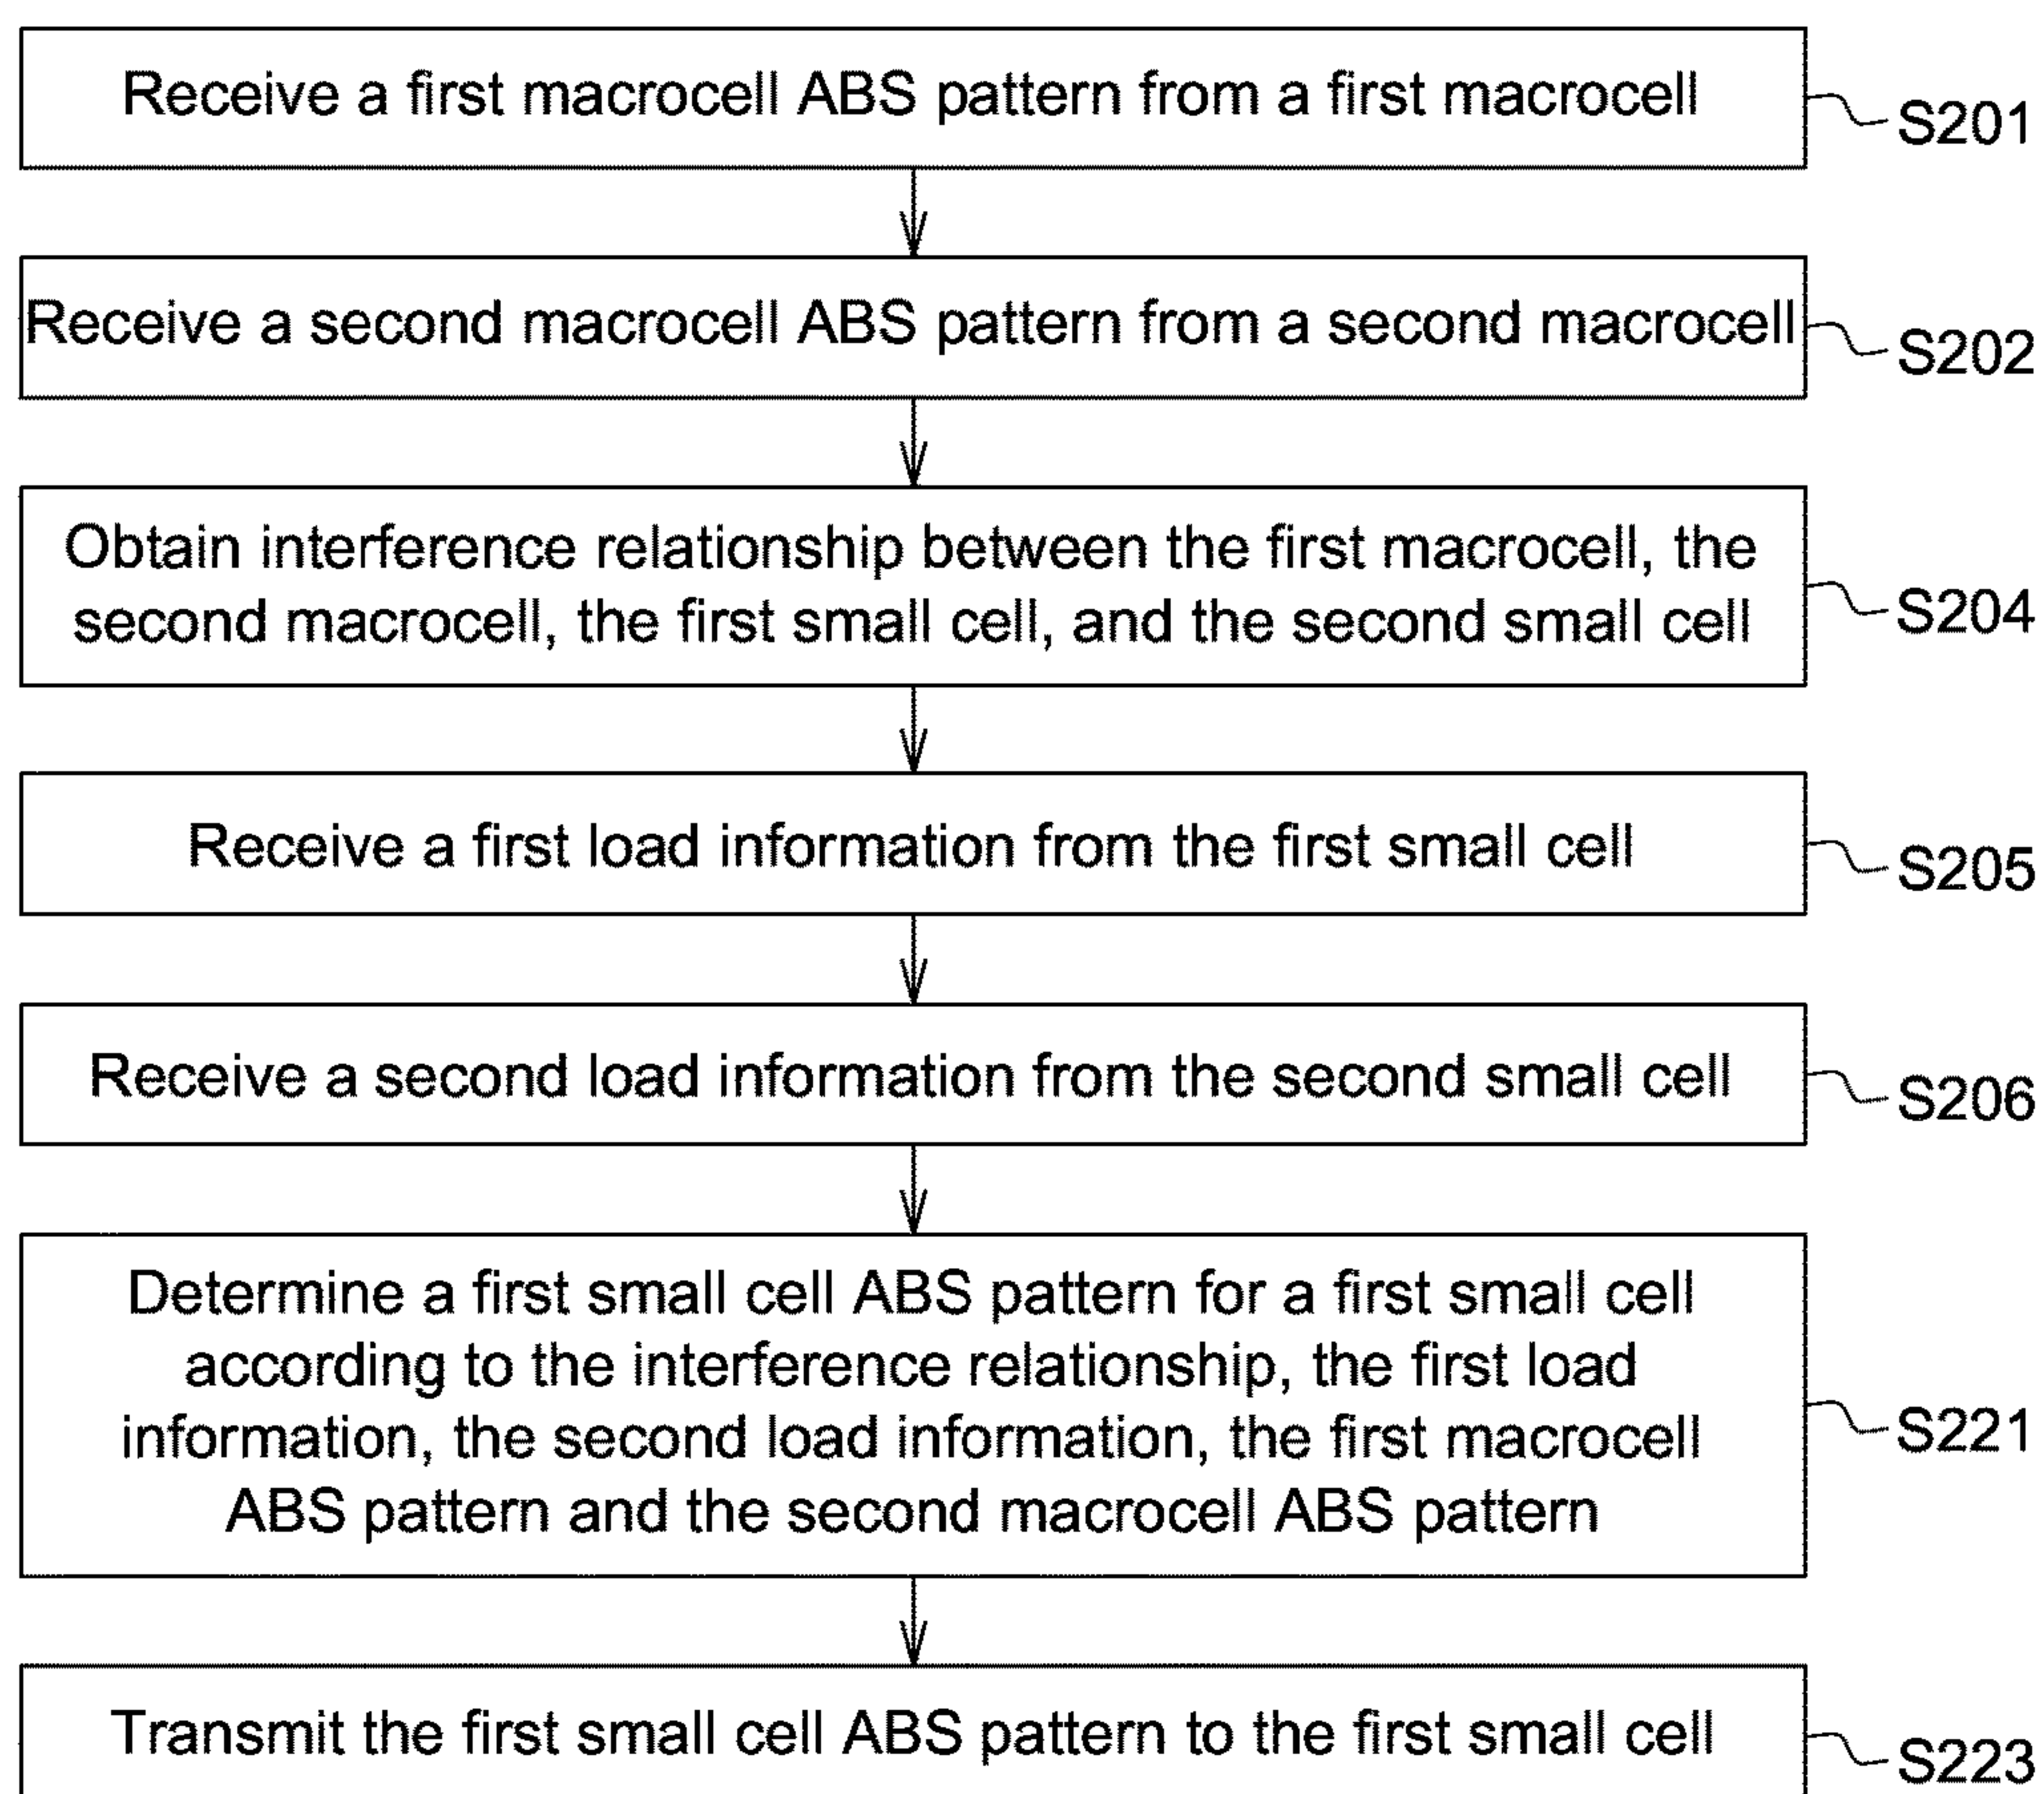 Receive a first macrocell ABS pattern from a first macrocell
S201
Receive a second macrocell ABS pattern from a second macrocell
S202
Obtain interference relationship between the first macrocell, the
second macrocell, the first small cell, and the second small cell
S204
Receive a first load information from the first small cell
S205
Receive a second load information from the second small cell
S206
Determine a first small cell ABS pattern for a first small cell
according to the interference relationship, the first load
information, the second load information, the first macrocell
ABS pattern and the second macrocell ABS pattern
S221
Transmit the first small cell ABS pattern to the first small cell
S223